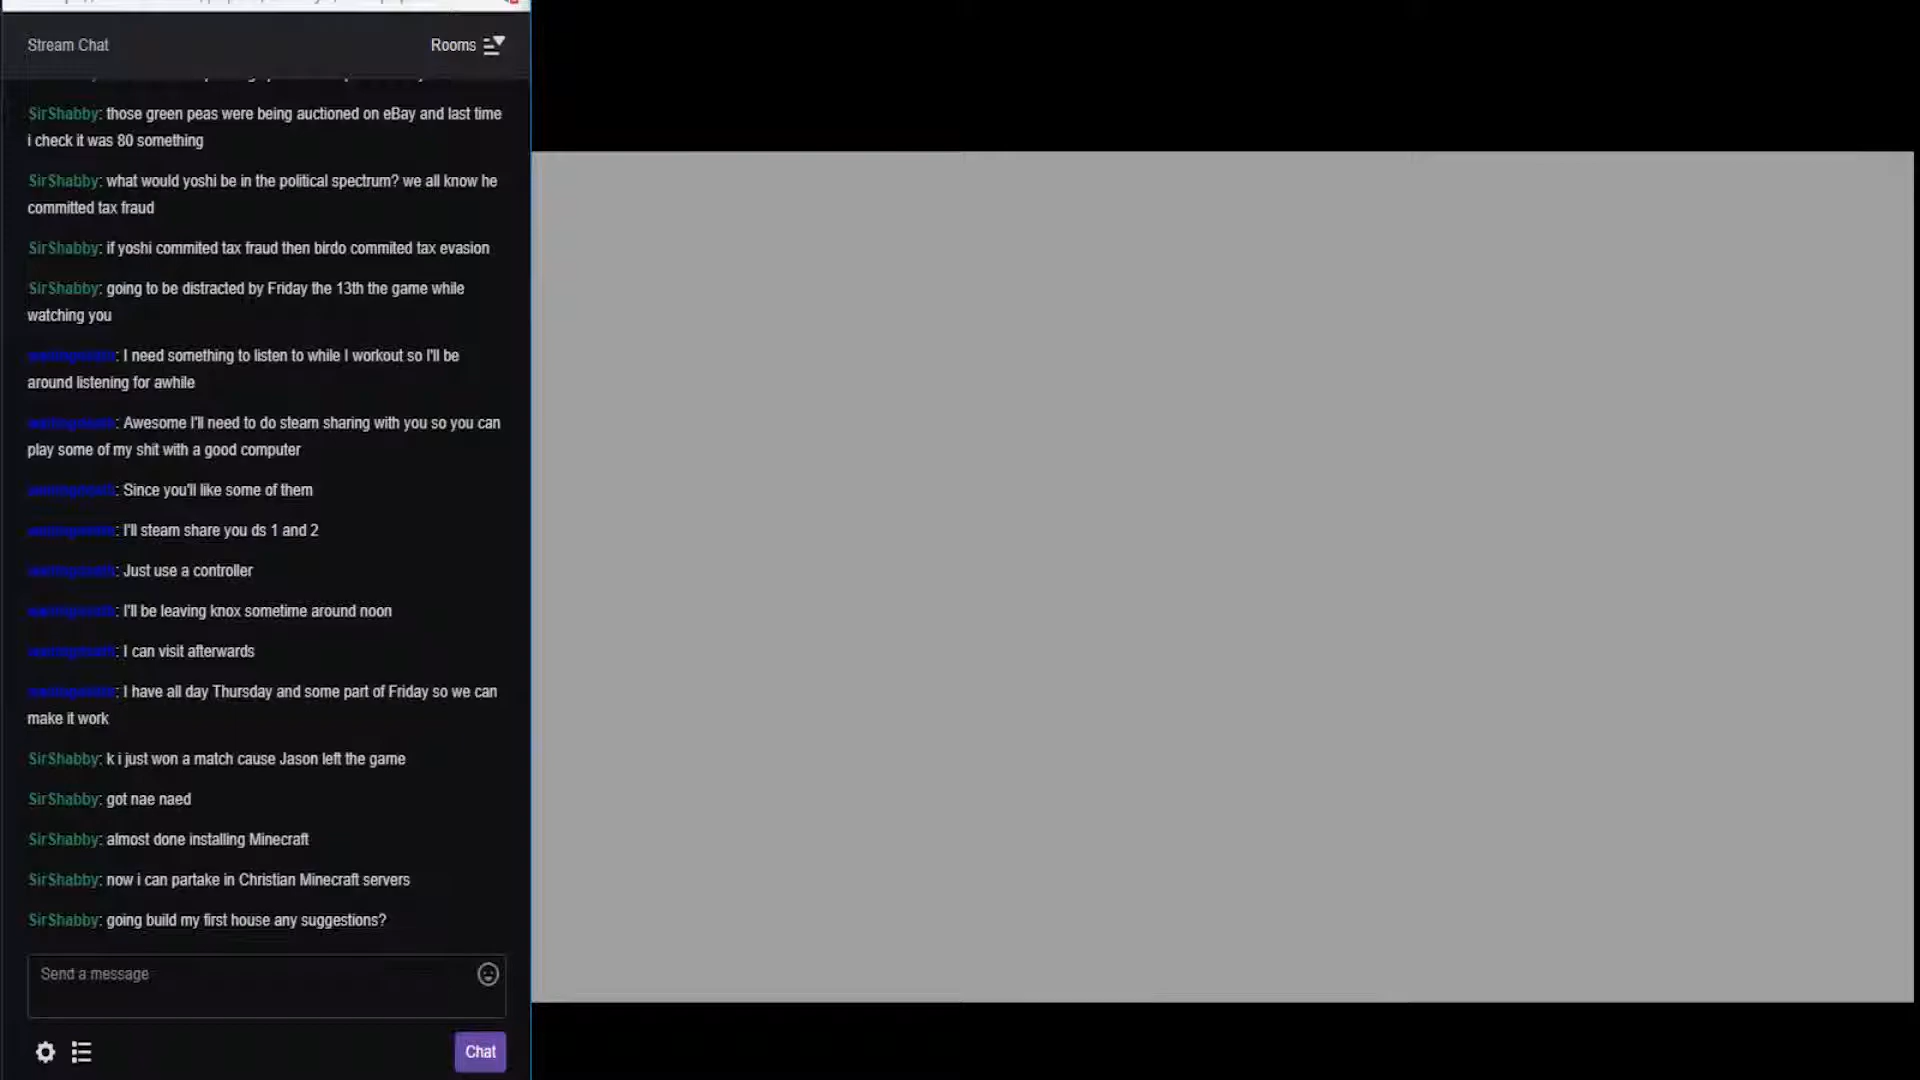 Stream Chat
Rooms
SirShabby: those green peas were being auctioned on eBay and last time
i check it was 80 something
SirShabby: what would yoshi be in the political spectrum? we all know he
committed tax fraud
SirShabby: if yoshi commited tax fraud then birdo commited tax evasion
SirShabby: going to be distracted by Friday the 13th the game while
watching you
: I need something to listen to while I workout so I'll be
around listening for awhile
: Awesome I'll need to do steam sharing with you so you can
play some of my shit with a good computer
: Since you'll like some of them
: I'll steam share you ds 1 and 2
: Just use a controller
: I'll be leaving knox sometime around noon
: I can visit afterwards
: I have all day Thursday and some part of Friday so we can
make it work
SirShabby: k i just won a match cause Jason left the game
SirShabby: got nae naed
SirShabby: almost done installing Minecraft
SirShabby: now i can partake in Christian Minecraft servers
SirShabby: going build my first house any suggestions?
Send a message
Chat